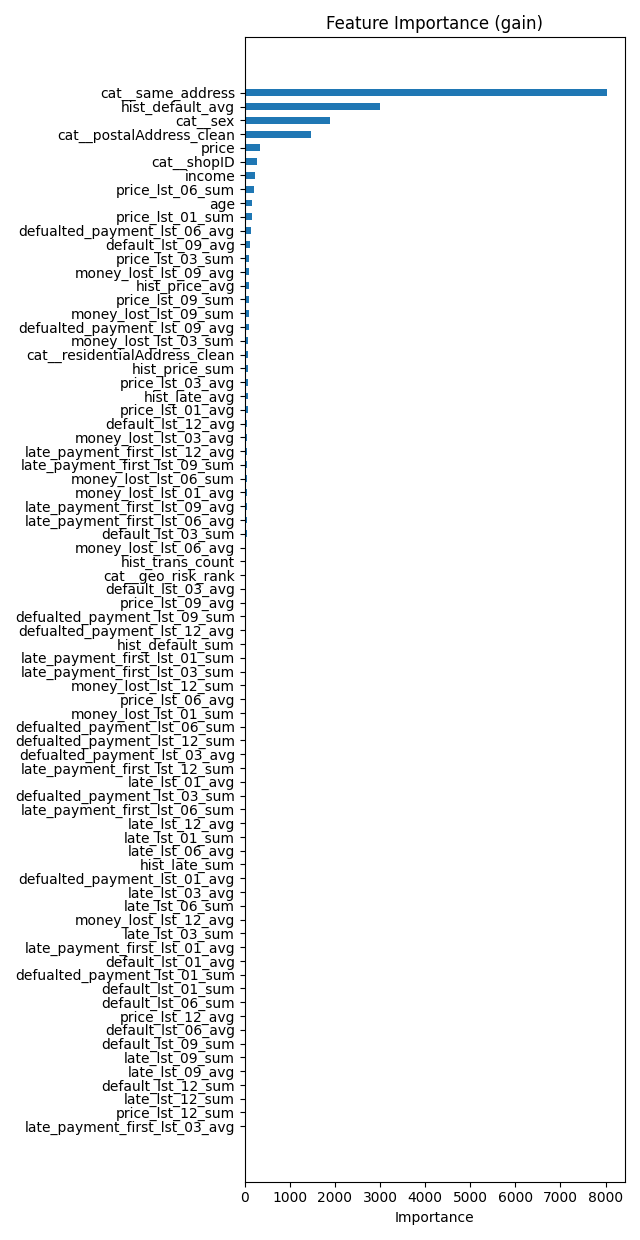 Feature Importance (gain)
cat__same_address
hist_default_avg
cat__sex
cat__postalAddress_clean
price
cat__shopID
income
price_lst_06_sum
age
price_lst_01_sum
defualted_payment_lst_06_avg
default_lst_09_avg
price_lst_03_sum
money_lost_lst_09_avg
hist_price_avg
price_lst_09_sum
money_lost_lst_09_sum
defualted_payment_lst_09_avg
money_lost_lst_03_sum
cat__residentialAddress_clean
hist_price_sum
price_lst_03_avg
hist_late_avg
price_lst_01_avg
default_lst_12_avg
money_lost_lst_03_avg
late_payment_first_lst_12_avg
late_payment_first_lst_09_sum
money_lost_lst_06_sum
money_lost_lst_01_avg
late_payment_first_lst_09_avg
late_payment_first_lst_06_avg
default_lst_03_sum
money_lost_lst_06_avg
hist_trans_count
cat__geo_risk_rank
default_lst_03_avg
price_lst_09_avg
defualted_payment_lst_09_sum
defualted_payment_lst_12_avg
hist_default_sum
late_payment_first_lst_01_sum
late_payment_first_lst_03_sum
money_lost_lst_12_sum
price_lst_06_avg
money_lost_lst_01_sum
defualted_payment_lst_06_sum
defualted_payment_lst_12_sum
defualted_payment_lst_03_avg
late_payment_first_lst_12_sum
late_lst_01_avg
defualted_payment_lst_03_sum
late_payment_first_lst_06_sum
late_lst_12_avg
late_lst_01_sum
late_lst_06_avg
hist_late_sum
defualted_payment_lst_01_avg
late_lst_03_avg
late_lst_06_sum
money_lost_lst_12_avg
late_lst_03_sum
late_payment_first_lst_01_avg
default_lst_01_avg
defualted_payment_lst_01_sum
default_lst_01_sum
default_lst_06_sum
price_lst_12_avg
default_lst_06_avg
default_lst_09_sum
late_lst_09_sum
late_lst_09_avg
default_lst_12_sum
late_lst_12_sum
price_lst_12_sum
late_payment_first_lst_03_avg
0 1000 2000 3000 4000 5000 6000 7000 8000
Importance